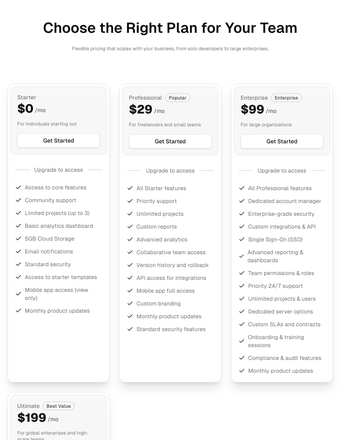 Choose the Right Plan for Your Team
Flexible pricing that scales with your business, from solo developers to large enterprises.
Starter
$0 /mo
For individuals starting out
Get Started
Upgrade to access
Access to core features
Community support
Limited projects (up to 3)
Basic analytics dashboard
5GB Cloud Storage
Email notifications
Standard security
Access to starter templates
Mobile app access (view
only)
Monthly product updates
Professional Popular
$29 /mo
For freelancers and small teams
Get Started
Upgrade to access
All Starter features
Priority support
Unlimited projects
Custom reports
Advanced analytics
Collaborative team access
Version history and rollback
API access for integrations
Mobile app full access
Custom branding
Monthly product updates
Standard security features
Enterprise Enterprise
$99 /mo
For large organizations
Get Started
Upgrade to access
All Professional features
Dedicated account manager
Enterprise-grade security
Custom integrations & API
Single Sign-On (SSO)
Advanced reporting &
dashboards
Team permissions & roles
Priority 24/7 support
Unlimited projects & users
Dedicated server options
Custom SLAs and contracts
Onboarding & training
sessions
Compliance & audit features
Monthly product updates
Ultimate Best Value
$199 /mo
For global enterprises and high-